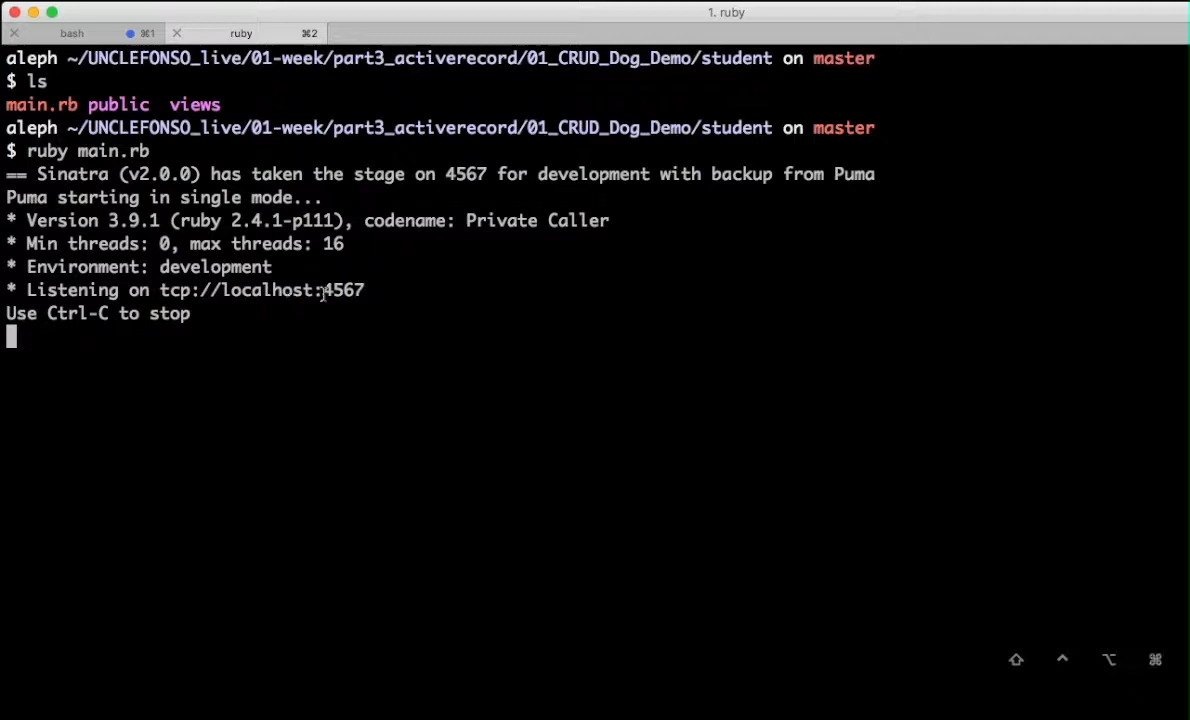 1. ruby
bash ⌘1 ruby ⌘2
aleph ~/UNCLEFONSO_live/01-week/part3_activerecord/01_CRUD_Dog_Demo/student on master
$ ls
main.rb public views
aleph ~/UNCLEFONSO_live/01-week/part3_activerecord/01_CRUD_Dog_Demo/student on master
$ ruby main.rb
== Sinatra (v2.0.0) has taken the stage on 4567 for development with backup from Puma
Puma starting in single mode...
* Version 3.9.1 (ruby 2.4.1-p111), codename: Private Caller
* Min threads: 0, max threads: 16
* Environment: development
* Listening on tcp://localhost:4567
Use Ctrl-C to stop